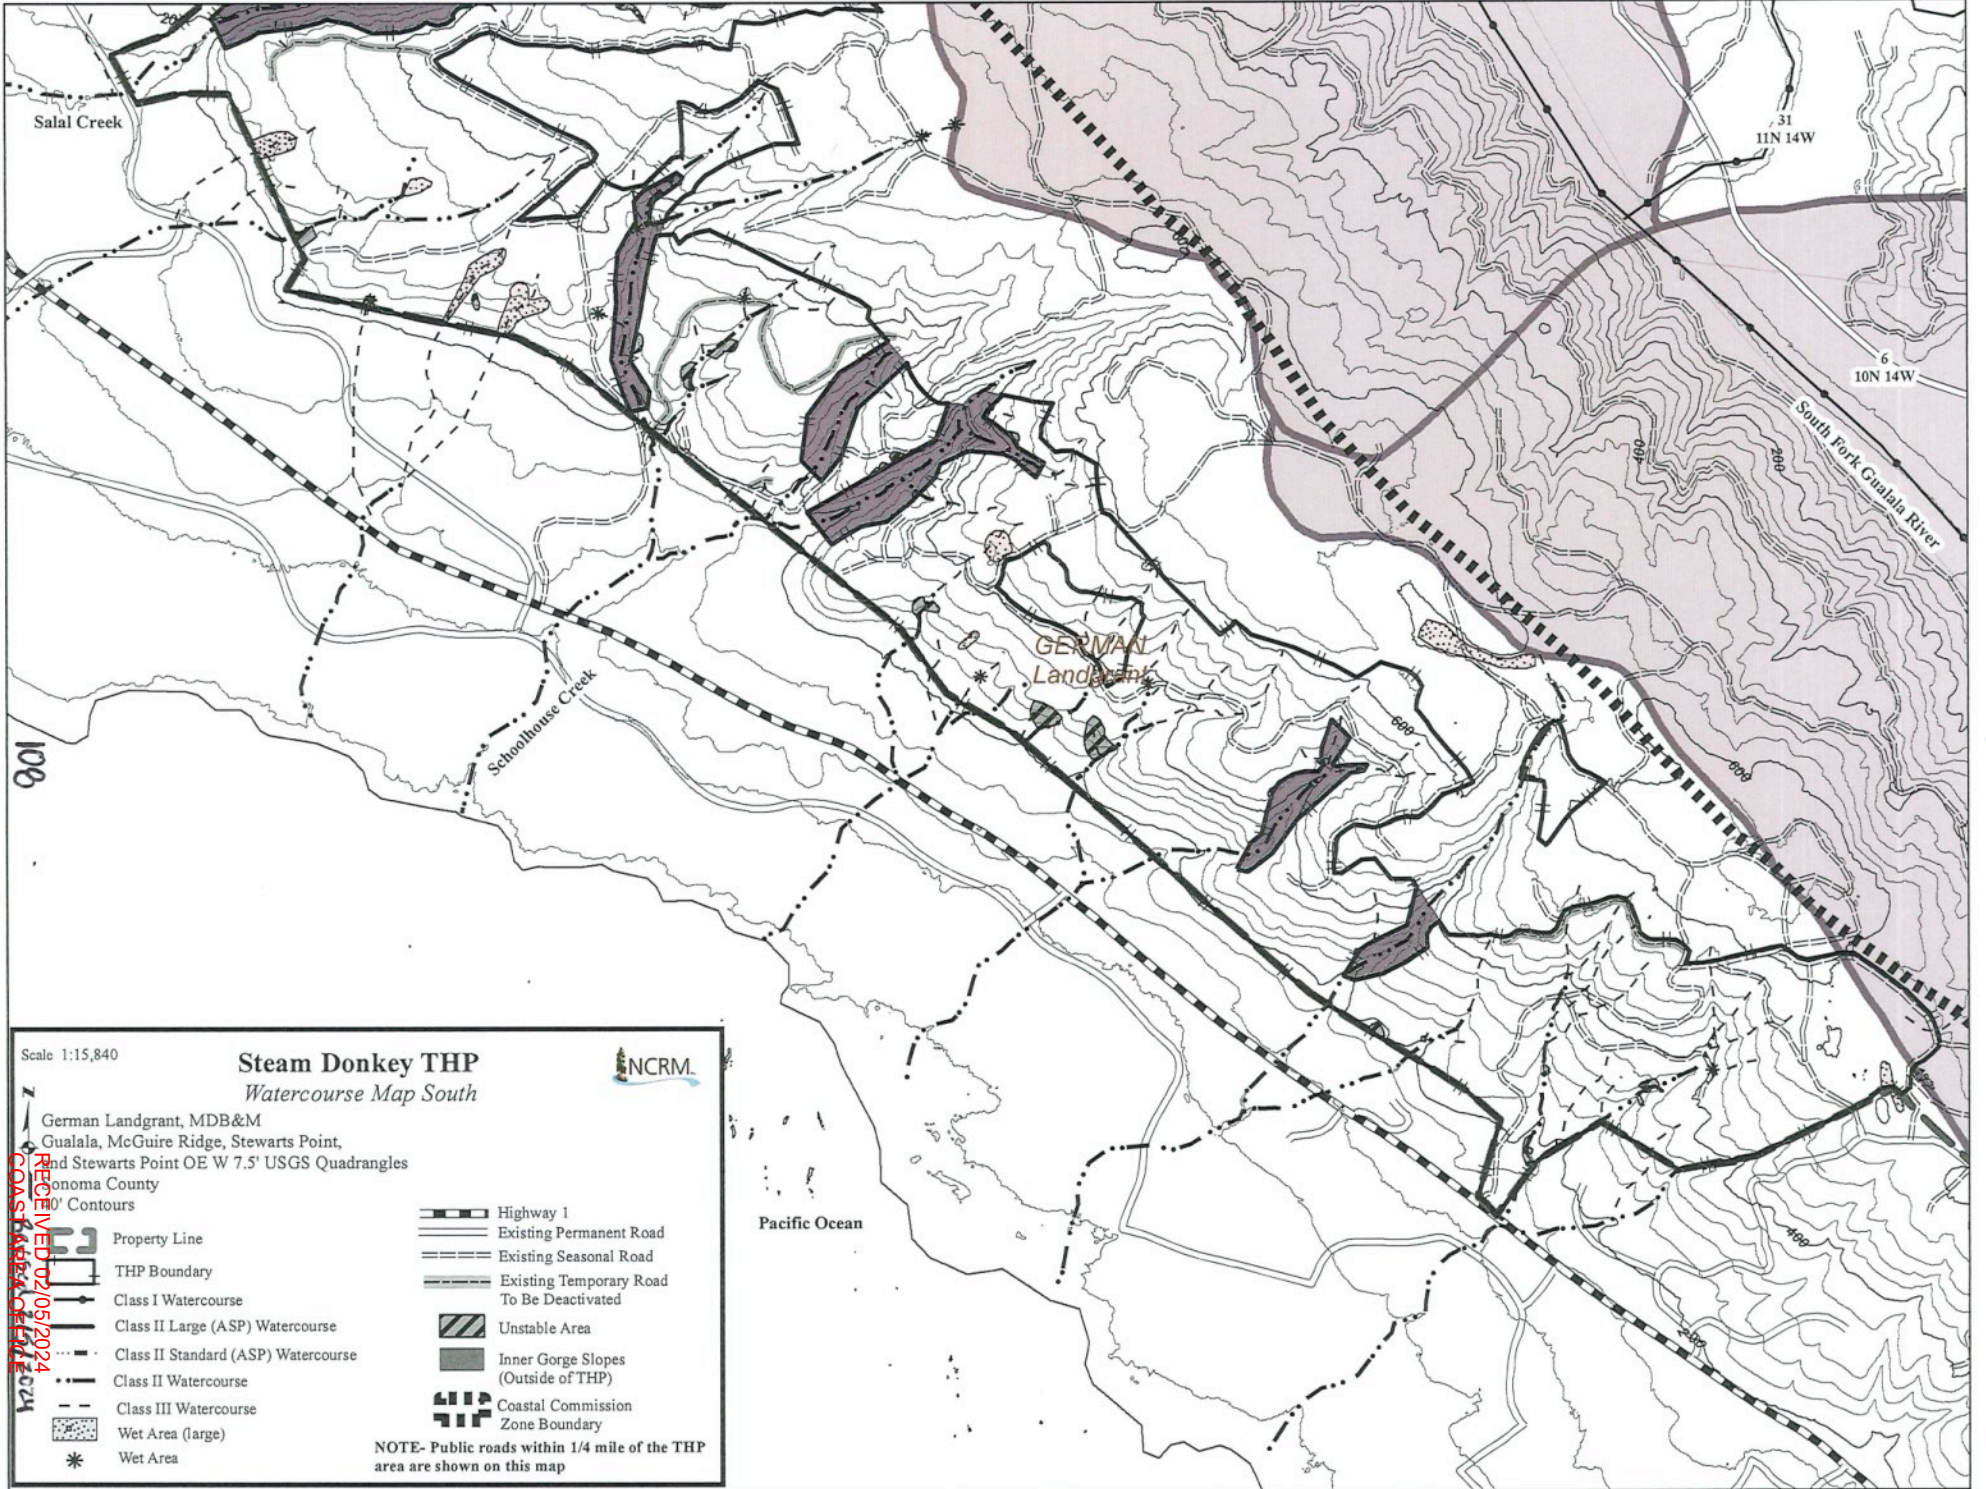 200
Salal Creek
31
11N 14W
6
10N 14W
South Fork Gualala River
400
200
800
GERMAN
Landgrant
600
600
Schoolhouse Creek
108
Pacific Ocean
400
200
Scale 1:15,840
Steam Donkey THP
NCRM
Watercourse Map South
N
German Landgrant, MDB&M
Gualala, McGuire Ridge, Stewarts Point,
and Stewarts Point OE W 7.5' USGS Quadrangles
Sonoma County
40' Contours
Property Line
THP Boundary
Class I Watercourse
Class II Large (ASP) Watercourse
Class II Standard (ASP) Watercourse
Class II Watercourse
Class III Watercourse
Wet Area (large)
Wet Area
Highway 1
Existing Permanent Road
Existing Seasonal Road
Existing Temporary Road
To Be Deactivated
Unstable Area
Inner Gorge Slopes
(Outside of THP)
Coastal Commission
Zone Boundary
NOTE- Public roads within 1/4 mile of the THP
area are shown on this map
RECEIVED 02/05/2024
COAST AREA OFFICE